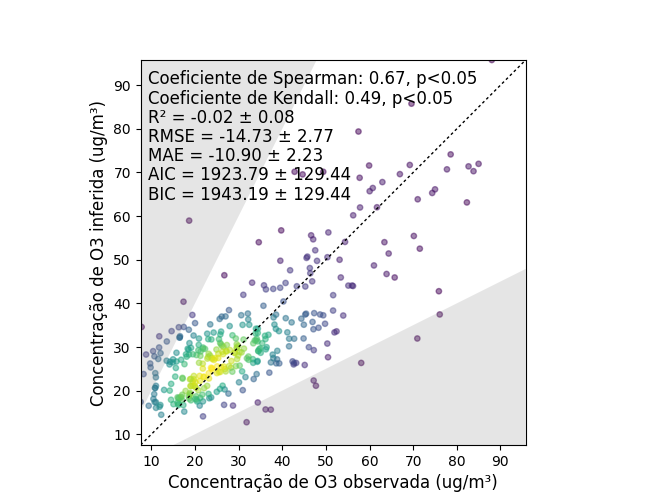 Coeficiente de Spearman: 0.67, p<0.05
Coeficiente de Kendall: 0.49, p<0.05
R² = -0.02 ± 0.08
RMSE = -14.73 ± 2.77
MAE = -10.90 ± 2.23
AIC = 1923.79 ± 129.44
BIC = 1943.19 ± 129.44
Concentração de O3 inferida (ug/m³)
90
80
70
60
50
40
30
20
10
10 20 30 40 50 60 70 80 90
Concentração de O3 observada (ug/m³)